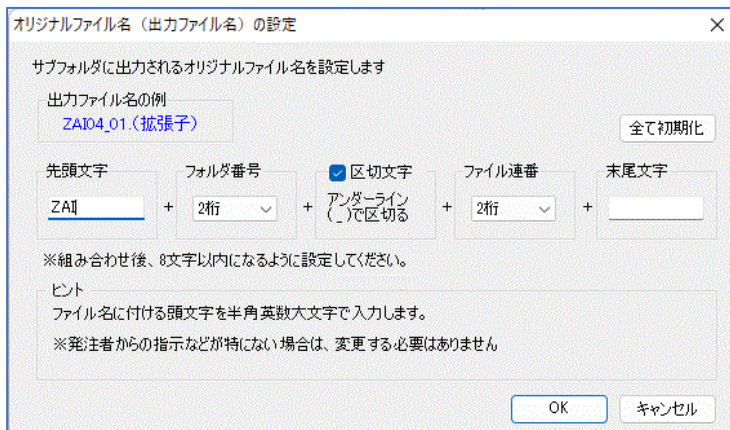 オリジナルファイル名（出力ファイル名）の設定
サブフォルダに出力されるオリジナルファイル名を設定します
出力ファイル名の例
ZAI04_01.(拡張子)
全て初期化
先頭文字
フォルダ番号
区切文字
ファイル連番
末尾文字
ZAI
+
2桁
+
アンダーライン
(_)で区切る
+
2桁
+
※組み合わせ後、8文字以内になるように設定してください。
ヒント
ファイル名に付ける頭文字を半角英数大文字で入力します。
※発注者からの指示などが特にない場合は、変更する必要はありません
OK
キャンセル